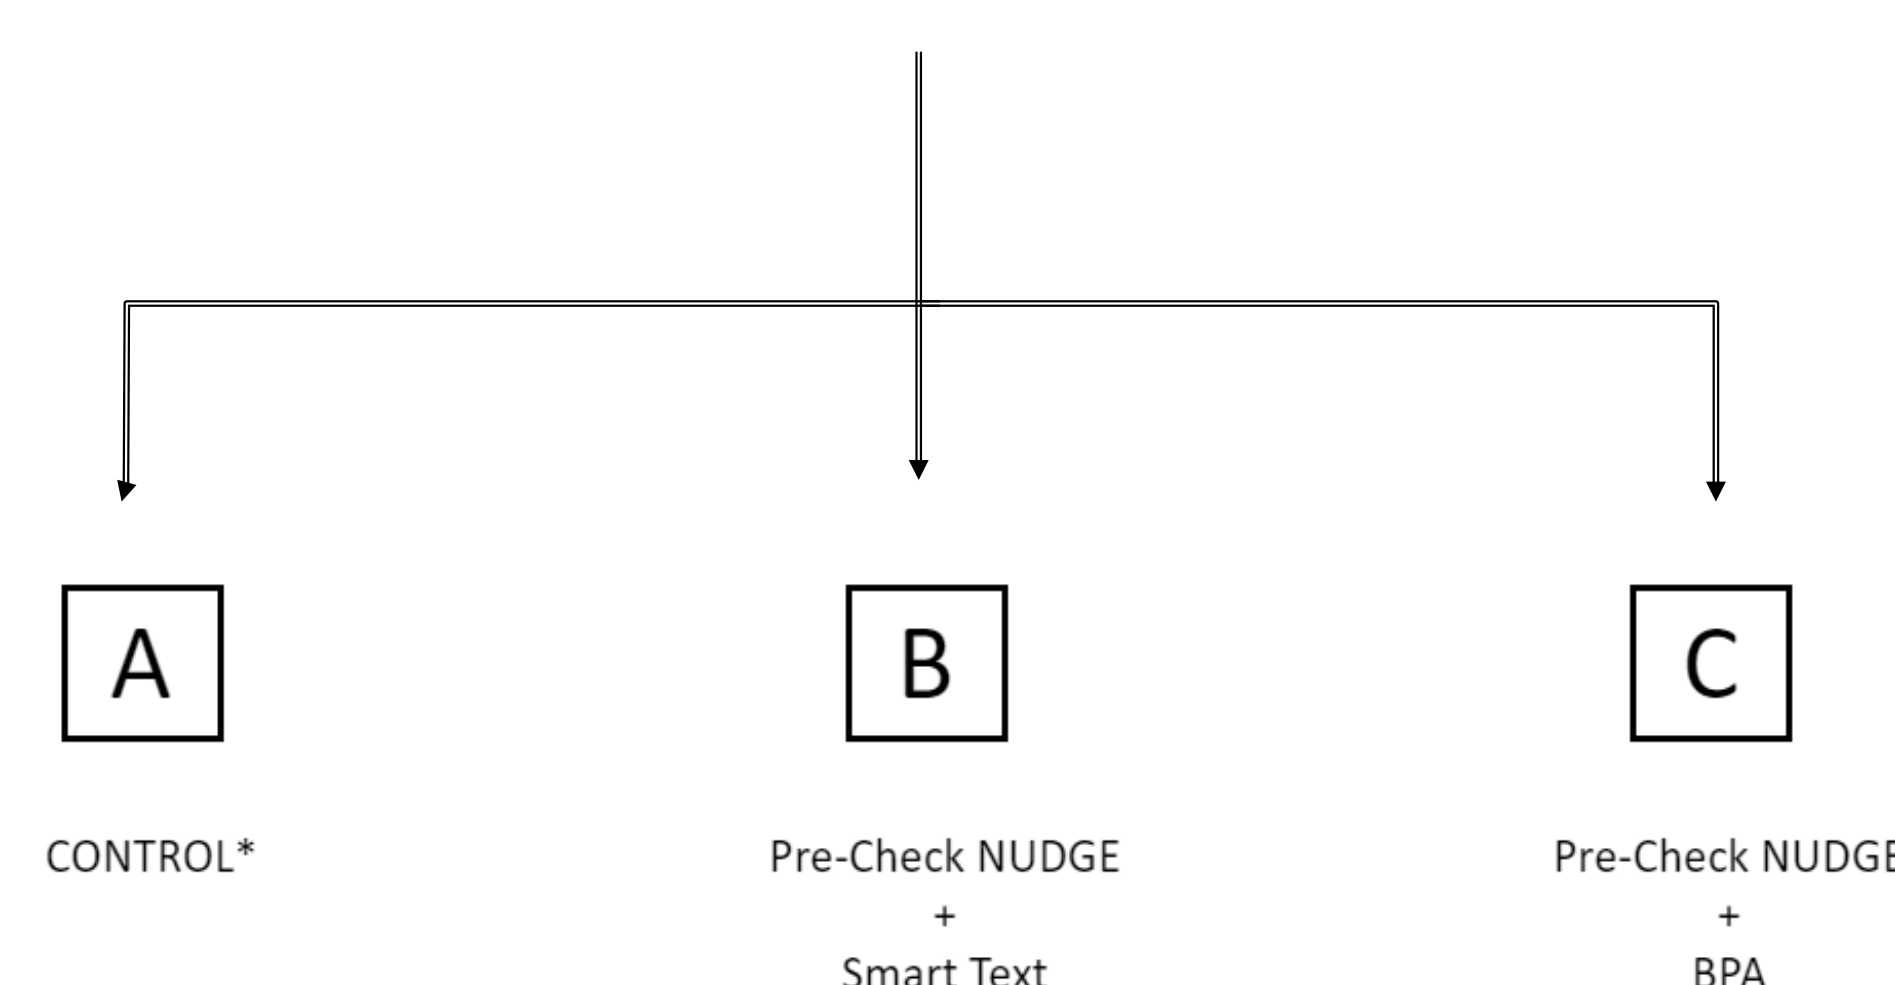 A
B
C
CONTROL*
Pre-Check NUDGE
+
Smart Text
Pre-Check NUDGE
+
BPA